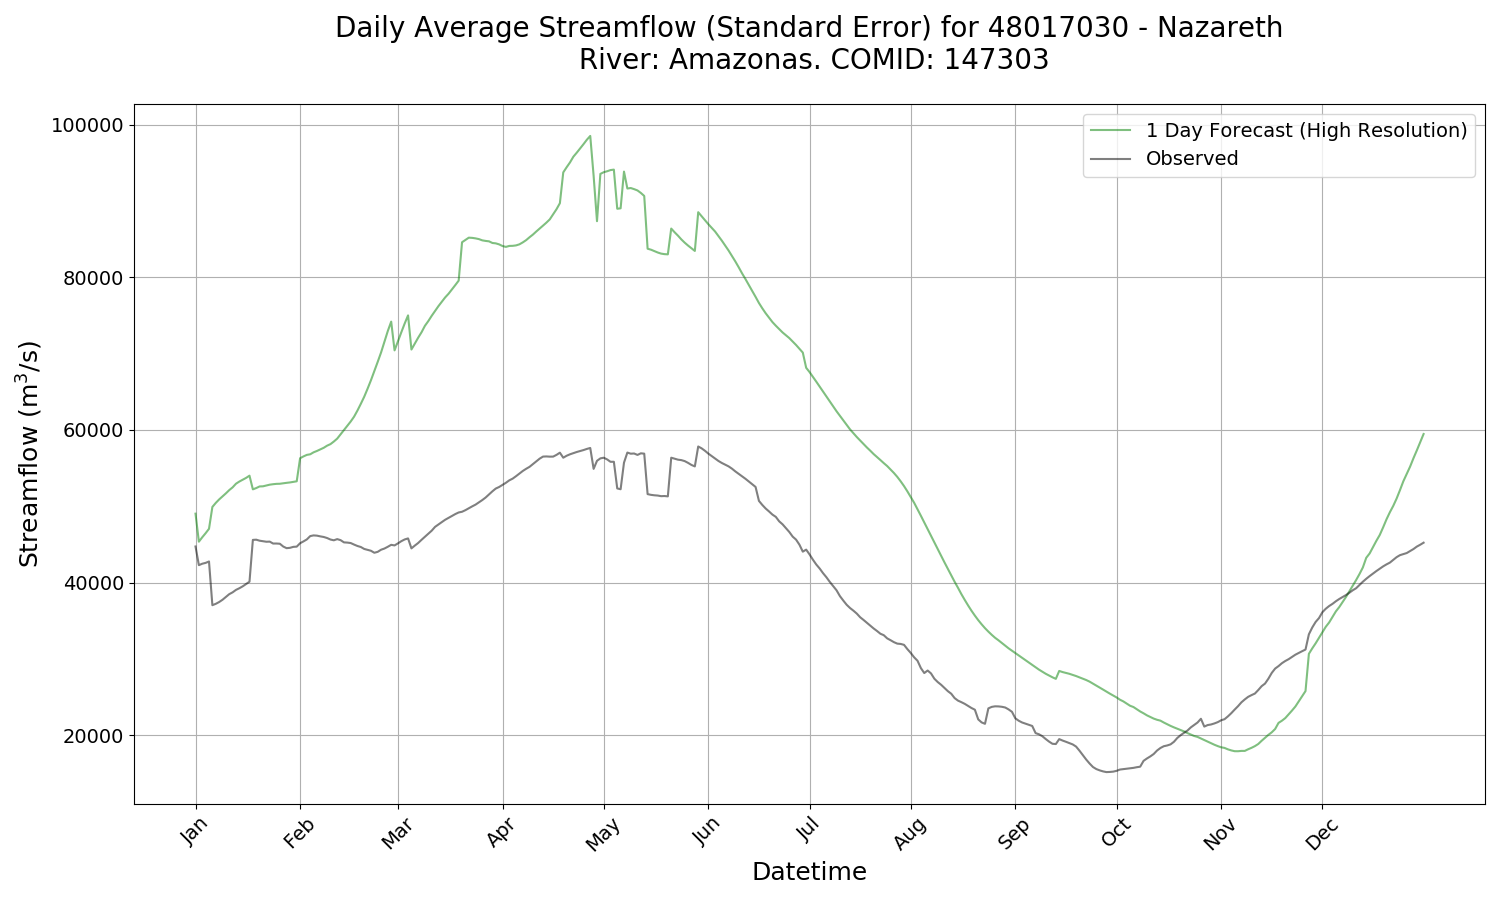 Daily Average Streamflow (Standard Error) for 48017030 - Nazareth
River: Amazonas. COMID: 147303
1 Day Forecast (High Resolution)
Observed
Streamflow (m³/s)
100000
80000
60000
40000
20000
Jan
Feb
Mar
Apr
May
Jun
Jul
Aug
Sep
Oct
Nov
Dec
Datetime